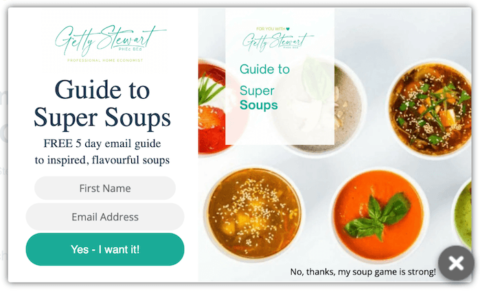 Getty Stewart
PROFESSIONAL HOME ECONOMIST
Guide to
Super Soups
FREE 5 day email guide
to inspired, flavourful soups
First Name
Email Address
Yes - I want it!
Getty Stewart
Guide to
Super
Soups
No, thanks, my soup game is strong!